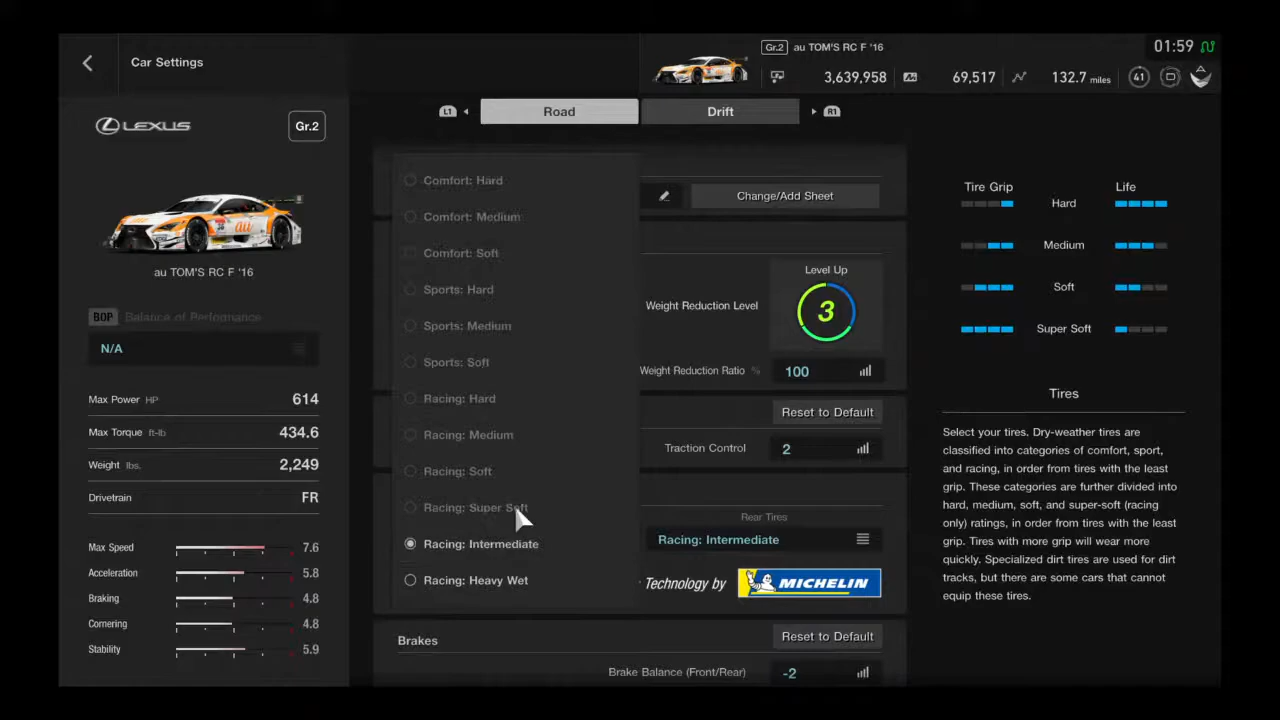 Car Settings
Gr.2 au TOM'S RC F '16
01:59
3,639,958
69,517
132.7 miles
41
D
LEXUS
Gr.2
au TOM'S RC F '16
BOP Balance of Performance
N/A
Max Power HP 614
Max Torque ft-lb 434.6
Weight lbs. 2,249
Drivetrain FR
Max Speed 7.6
Acceleration 5.8
Braking 4.8
Cornering 4.8
Stability 5.9
L1 Road Drift R1
Comfort: Hard
Comfort: Medium
Comfort: Soft
Sports: Hard
Sports: Medium
Sports: Soft
Racing: Hard
Racing: Medium
Racing: Soft
Racing: Super Soft
Racing: Intermediate
Racing: Heavy Wet
Change/Add Sheet
Level Up
Weight Reduction Level 3
Weight Reduction Ratio % 100
Reset to Default
Traction Control 2
Rear Tires
Racing: Intermediate
Technology by MICHELIN
Brakes Reset to Default
Brake Balance (Front/Rear) -2
Tire Grip Life
Hard
Medium
Soft
Super Soft
Tires
Select your tires. Dry-weather tires are
classified into categories of comfort, sport,
and racing, in order from tires with the least
grip. These categories are further divided into
hard, medium, soft, and super-soft (racing
only) ratings, in order from tires with the least
grip. Tires with more grip will wear more
quickly. Specialized dirt tires are used for dirt
tracks, but there are some cars that cannot
equip these tires.